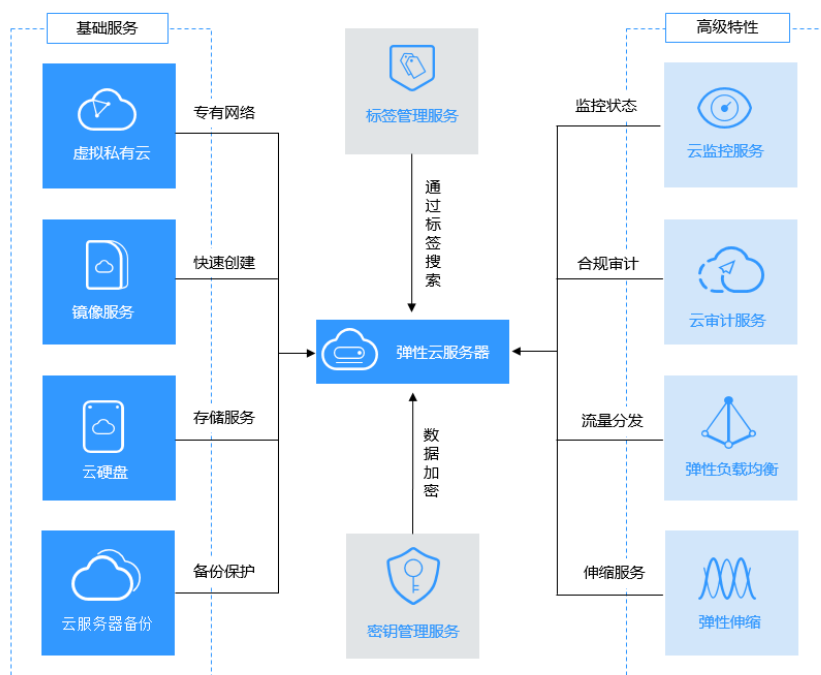 基础服务
高级特性
虚拟私有云
专有网络
标签管理服务
监控状态
云监控服务
通过标签搜索
镜像服务
快速创建
合规审计
云审计服务
弹性云服务器
云硬盘
存储服务
数据加密
流量分发
弹性负载均衡
云服务器备份
备份保护
密钥管理服务
伸缩服务
弹性伸缩